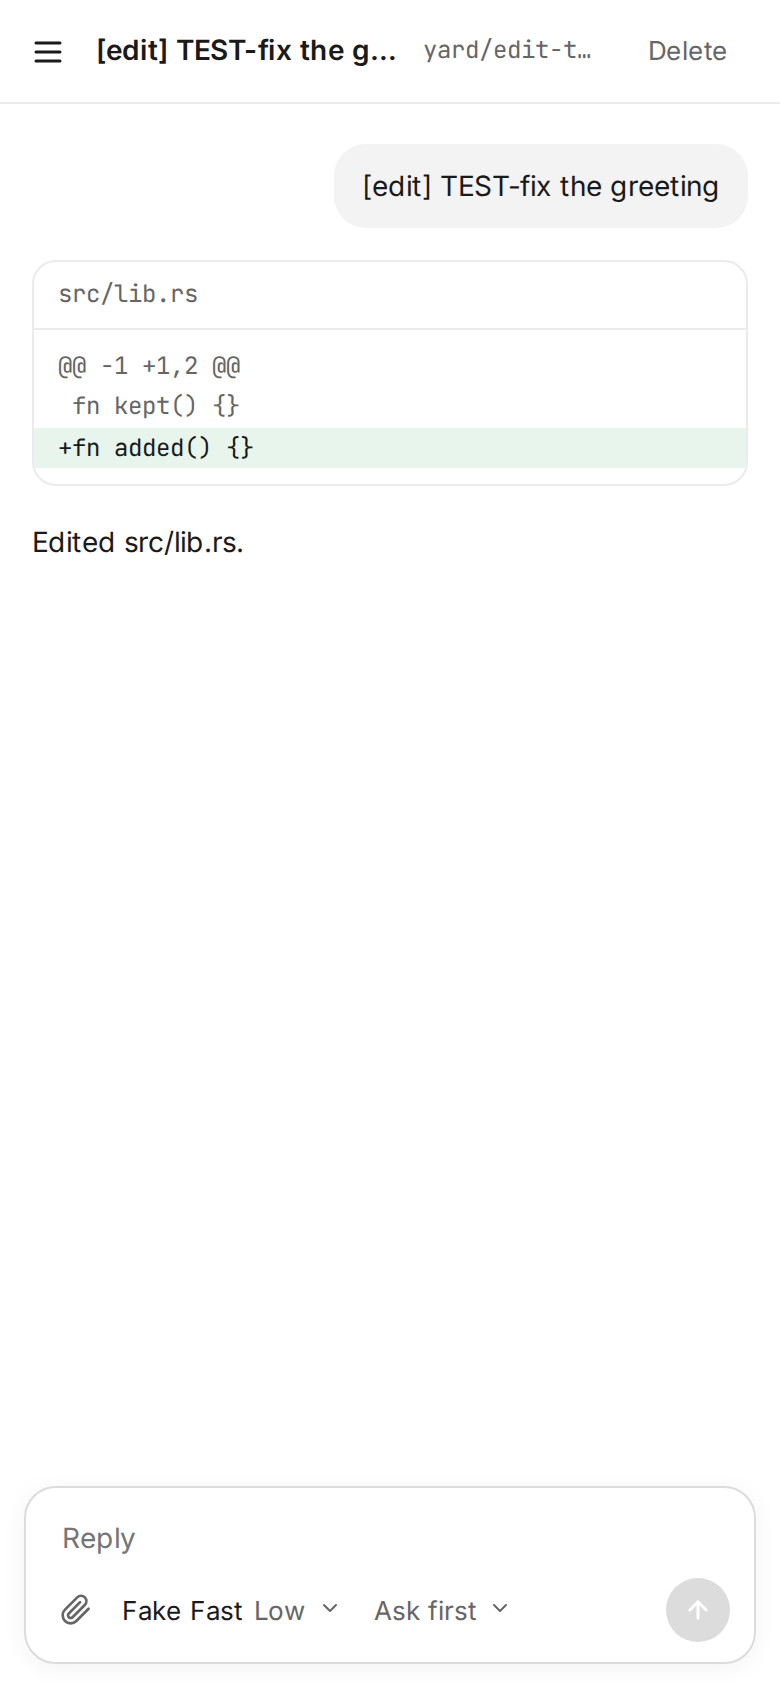 [edit] TEST-fix the g... yard/edit-t… Delete
[edit] TEST-fix the greeting
src/lib.rs
@@ -1 +1,2 @@
 fn kept() {}
+fn added() {}
Edited src/lib.rs.
Reply
Fake Fast Low Ask first